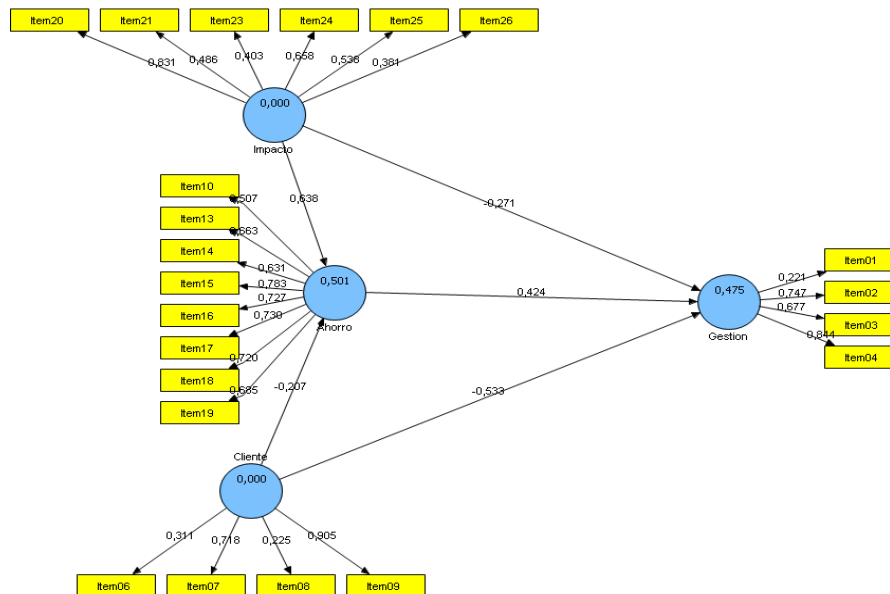 Item20 Item21 Item23 Item24 Item25 Item26
0,831 0,486 0,403 0,658 0,538 0,381
0,000
Impacto
Item10
0,507
0,638
-0,271
Item13
0,663
Item14
0,631
Item01
0,221
Item15
0,783
0,501
0,424
0,475
0,747
Item02
Item16
0,727
0,677
Item03
Ahorro
Gestion
0,730
0,844
Item17
Item04
0,720
Item18
0,685
-0,207
-0,533
Item19
Cliente
0,000
0,311 0,718 0,225 0,905
Item06 Item07 Item08 Item09